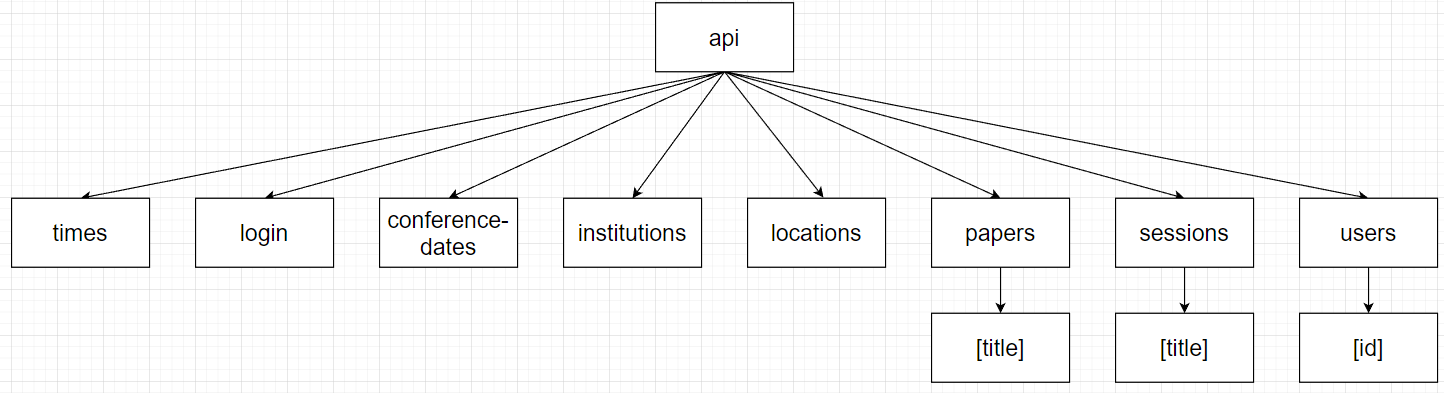 api
times
login
conference-
dates
institutions
locations
papers
sessions
users
[title]
[title]
[id]